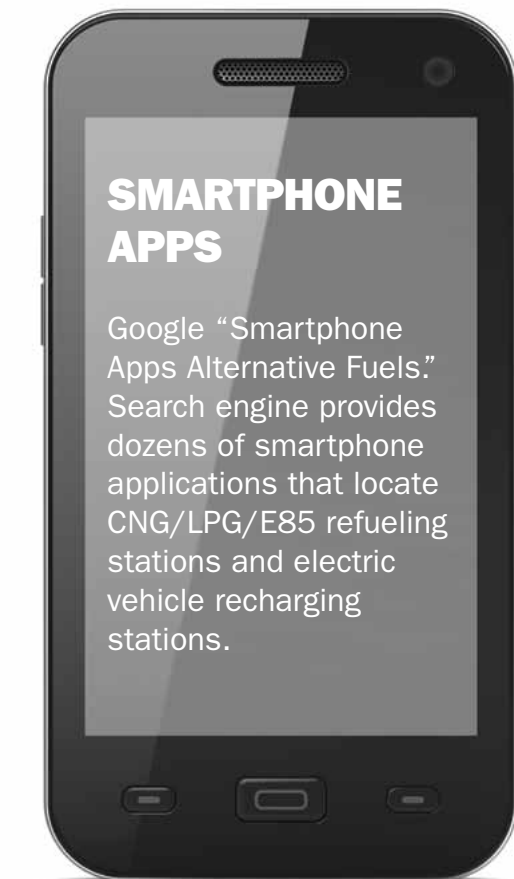 SMARTPHONE
APPS
Google “Smartphone
Apps Alternative Fuels.”
Search engine provides
dozens of smartphone
applications that locate
CNG/LPG/E85 refueling
stations and electric
vehicle recharging
stations.